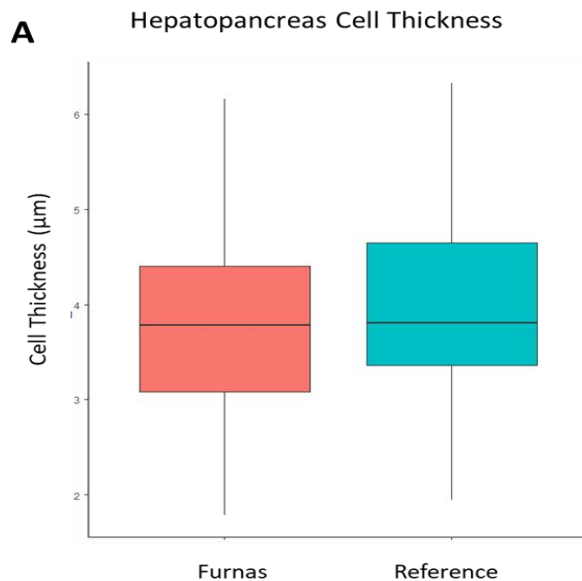 A
Hepatopancreas Cell Thickness
Cell Thickness (µm)
6
5
4
3
2
Furnas
Reference